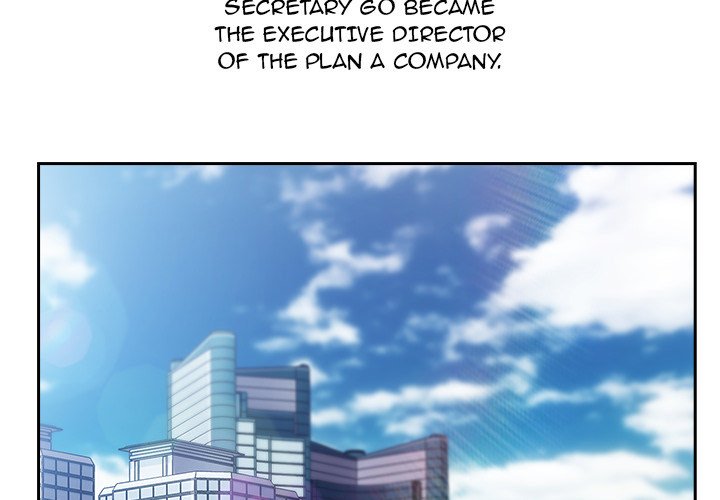 SECRETARY GO BECAME
THE EXECUTIVE DIRECTOR
OF THE PLAN A COMPANY.